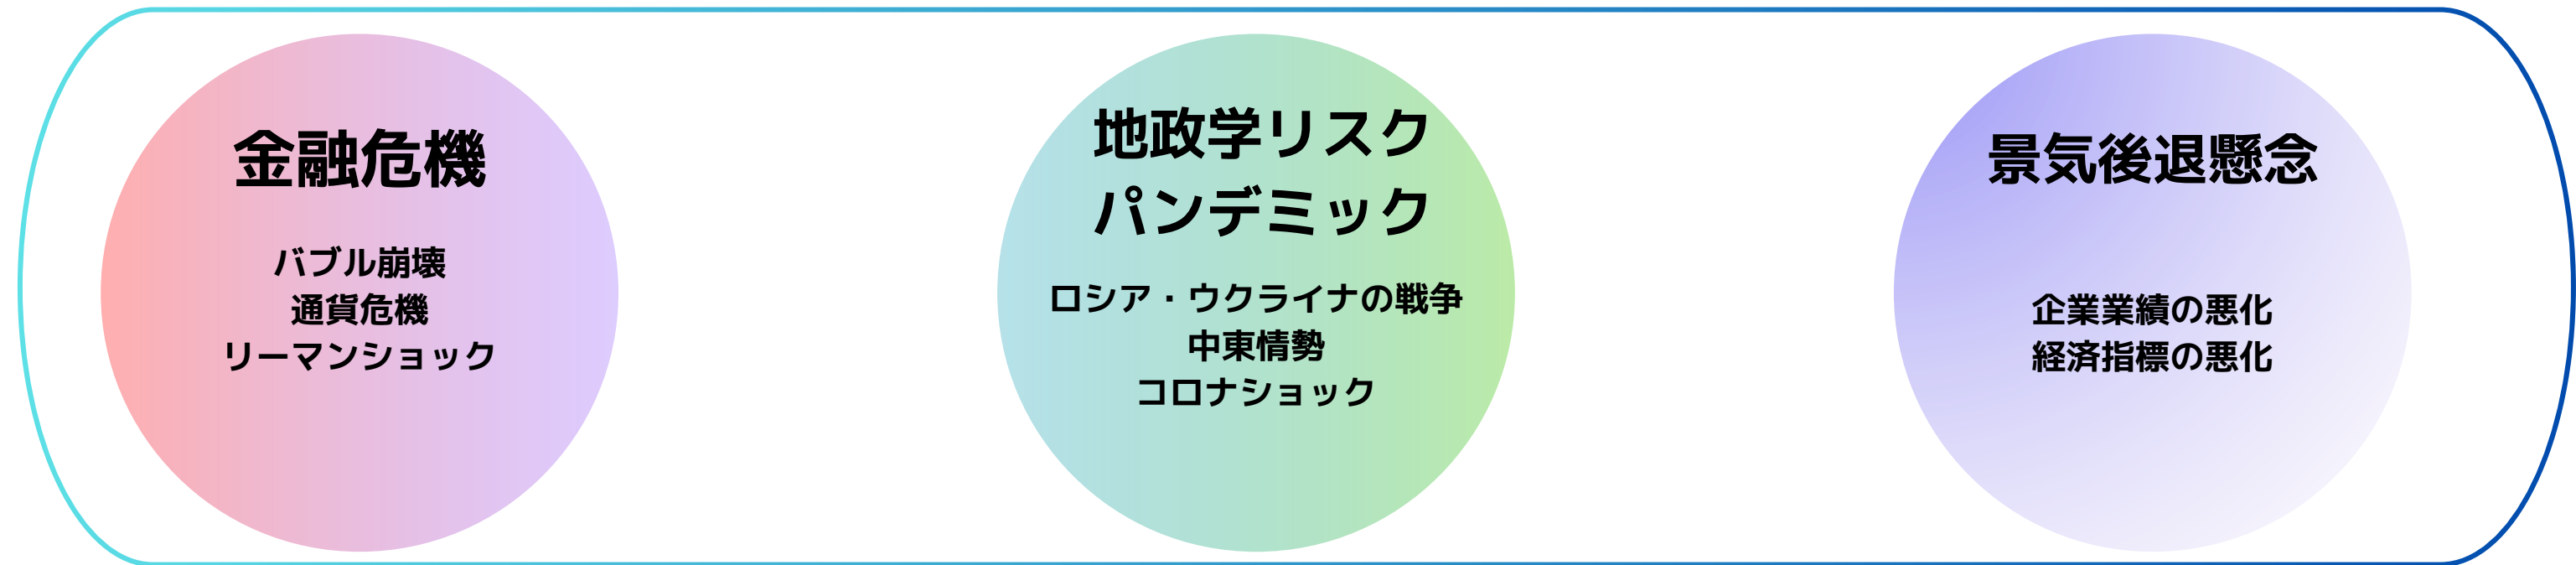 金融危機
バブル崩壊
通貨危機
リーマンショック
地政学リスク
パンデミック
ロシア・ウクライナの戦争
中東情勢
コロナショック
景気後退懸念
企業業績の悪化
経済指標の悪化